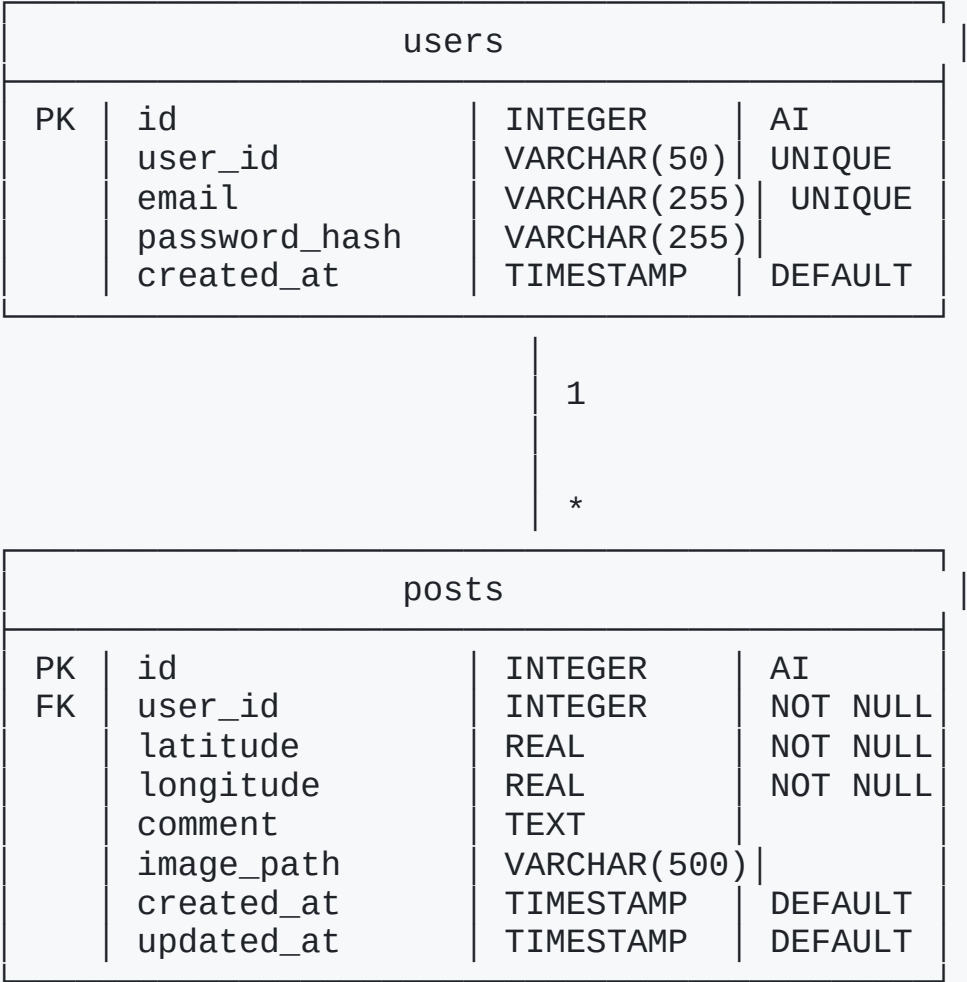 users
PK | id | INTEGER | AI
| user_id | VARCHAR(50)| UNIQUE
| email | VARCHAR(255)| UNIQUE
| password_hash | VARCHAR(255)|
| created_at | TIMESTAMP | DEFAULT
1
*
posts
PK | id | INTEGER | AI
FK | user_id | INTEGER | NOT NULL
| latitude | REAL | NOT NULL
| longitude | REAL | NOT NULL
| comment | TEXT |
| image_path | VARCHAR(500)|
| created_at | TIMESTAMP | DEFAULT
| updated_at | TIMESTAMP | DEFAULT